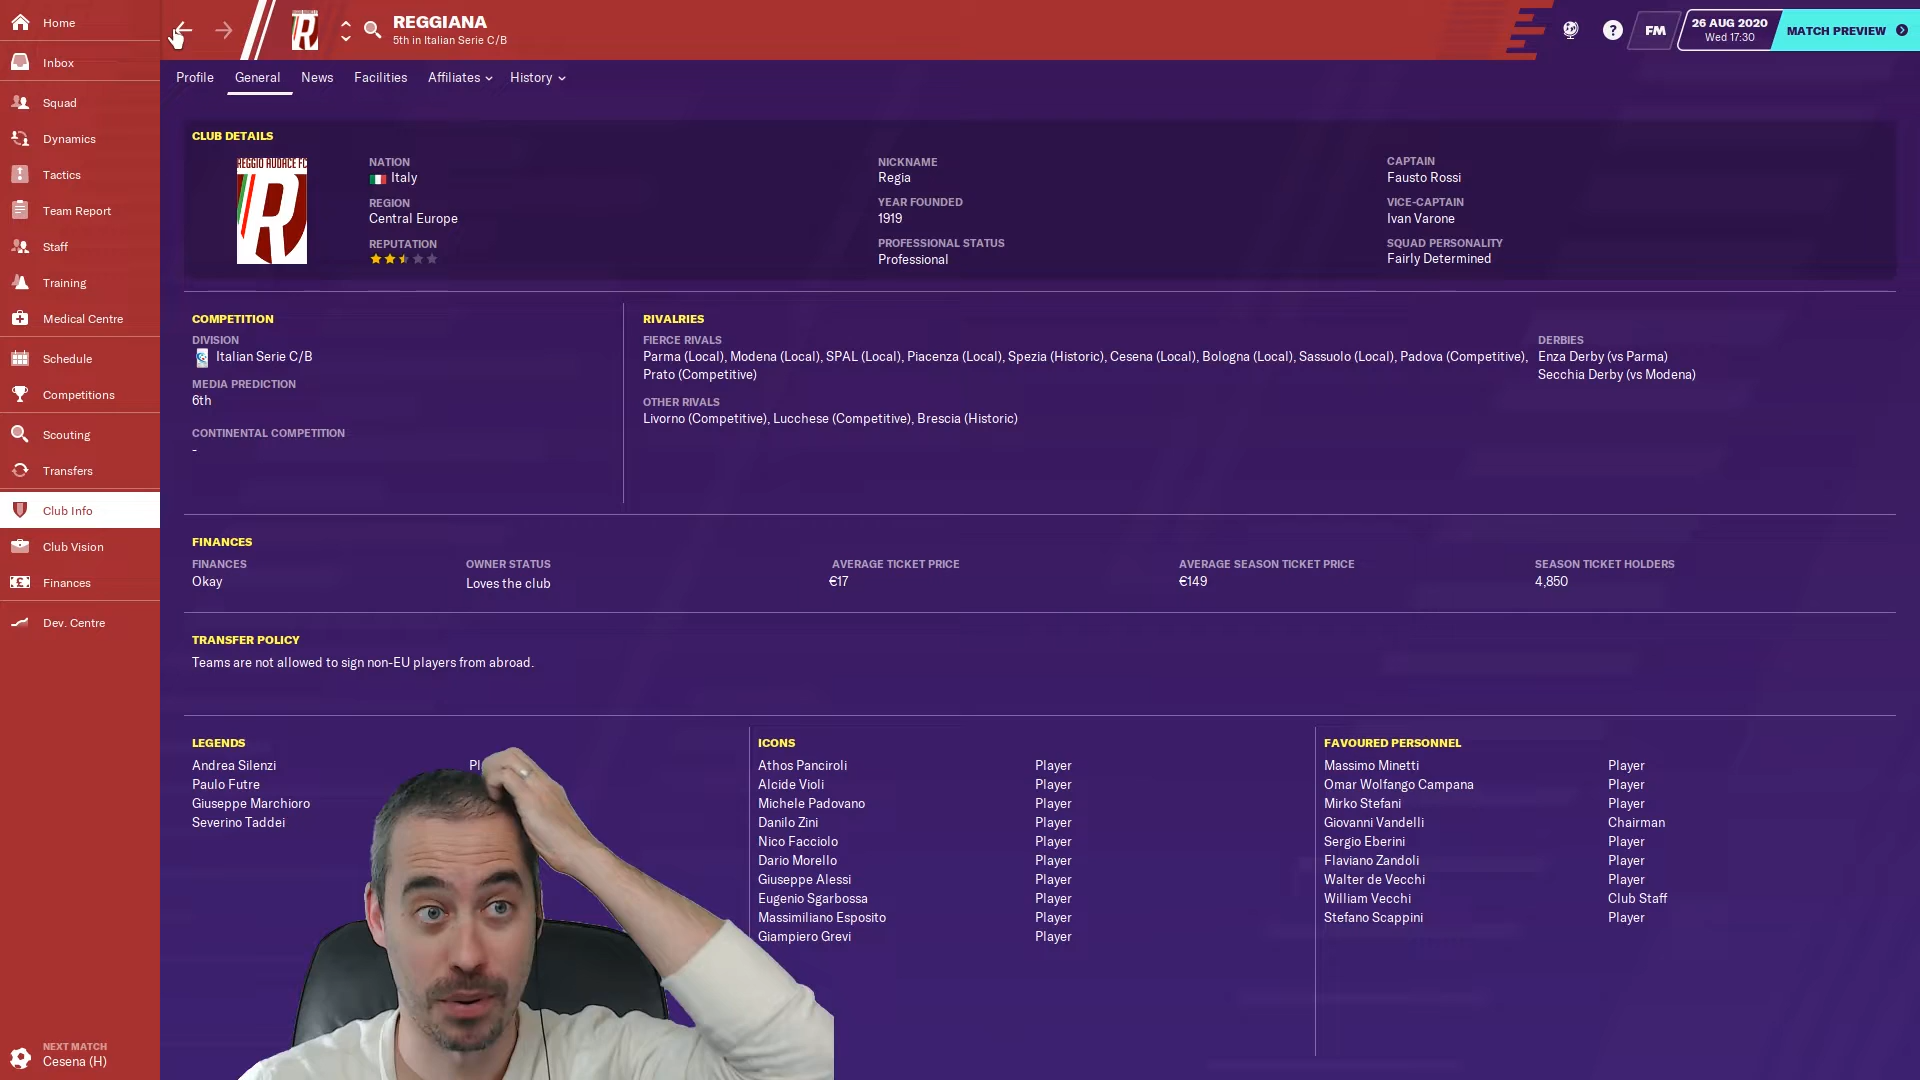 Home
REGGIANA
5th in Italian Serie C/B
FM
26 AUG 2020
Wed 17:30
MATCH PREVIEW
Inbox
Squad
Dynamics
Tactics
Team Report
Staff
Training
Medical Centre
Schedule
Competitions
Scouting
Transfers
Club Info
Club Vision
Finances
Dev. Centre
NEXT MATCH
Cesena (H)
Profile General News Facilities Affiliates History
CLUB DETAILS
REGGIO AUDACE FC
R
NATION
Italy
REGION
Central Europe
REPUTATION
NICKNAME
Regia
YEAR FOUNDED
1919
PROFESSIONAL STATUS
Professional
CAPTAIN
Fausto Rossi
VICE-CAPTAIN
Ivan Varone
SQUAD PERSONALITY
Fairly Determined
COMPETITION
DIVISION
Italian Serie C/B
MEDIA PREDICTION
6th
CONTINENTAL COMPETITION
-
RIVALRIES
FIERCE RIVALS
Parma (Local), Modena (Local), SPAL (Local), Piacenza (Local), Spezia (Historic), Cesena (Local), Bologna (Local), Sassuolo (Local), Padova (Competitive),
Prato (Competitive)
OTHER RIVALS
Livorno (Competitive), Lucchese (Competitive), Brescia (Historic)
DERBIES
Enza Derby (vs Parma)
Secchia Derby (vs Modena)
FINANCES
FINANCES
Okay
OWNER STATUS
Loves the club
AVERAGE TICKET PRICE
€17
AVERAGE SEASON TICKET PRICE
€149
SEASON TICKET HOLDERS
4,850
TRANSFER POLICY
Teams are not allowed to sign non-EU players from abroad.
LEGENDS
Andrea Silenzi
Paulo Futre
Giuseppe Marchioro
Severino Taddei
ICONS
Athos Panciroli Player
Alcide Violi Player
Michele Padovano Player
Danilo Zini Player
Nico Facciolo Player
Dario Morello Player
Giuseppe Alessi Player
Eugenio Sgarbossa Player
Massimiliano Esposito Player
Giampiero Grevi Player
FAVOURED PERSONNEL
Massimo Minetti Player
Omar Wolfango Campana Player
Mirko Stefani Player
Giovanni Vandelli Chairman
Sergio Eberini Player
Flaviano Zandoli Player
Walter de Vecchi Player
William Vecchi Club Staff
Stefano Scappini Player